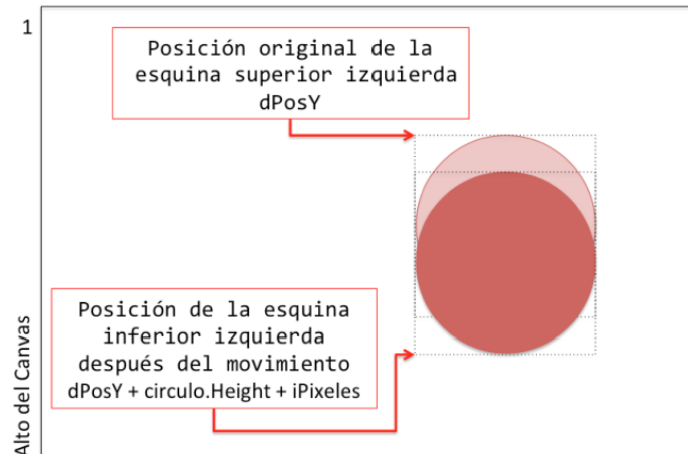 1
Posición original de la
esquina superior izquierda
dPosY
Posición de la esquina
inferior izquierda
después del movimiento
dPosY + circulo.Height + iPixeles
Alto del Canvas